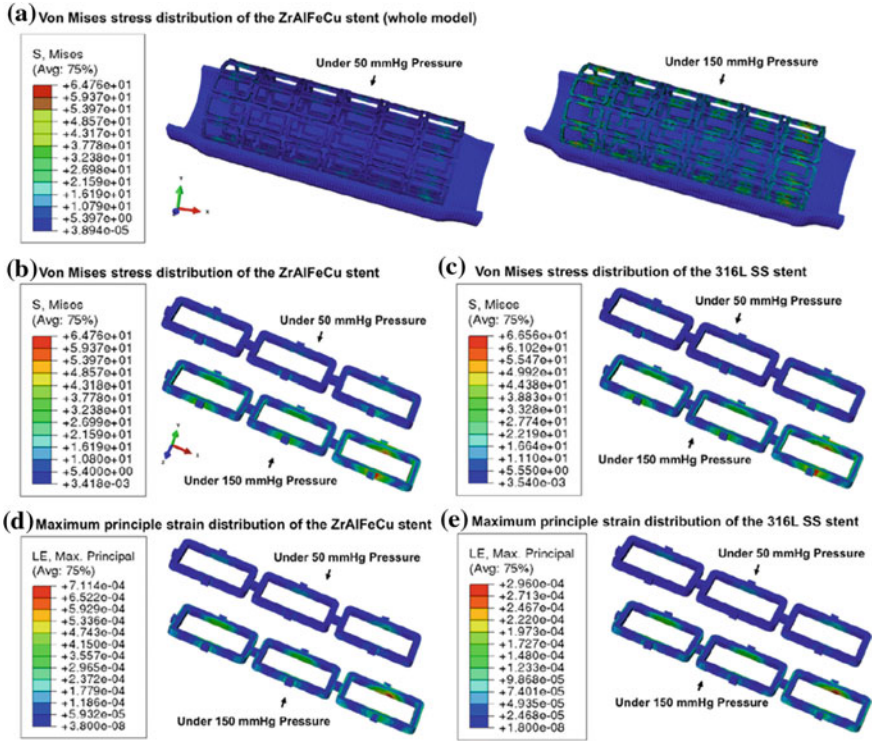 (a) Von Mises stress distribution of the ZrAlFeCu stent (whole model)
S, Mises
(Avg: 75%)
+6.476e+01
+5.937e+01
+5.397e+01
+4.857e+01
+4.317e+01
+3.778e+01
+3.238e+01
+2.698e+01
+2.159e+01
+1.619e+01
+1.079e+01
+5.397e+00
+3.894e-05
Under 50 mmHg Pressure
Under 150 mmHg Pressure
(b) Von Mises stress distribution of the ZrAlFeCu stent
S, Mises
(Avg: 75%)
+6.476e+01
+5.937e+01
+5.397e+01
+4.857e+01
+4.318e+01
+3.778e+01
+3.238e+01
+2.699e+01
+2.159e+01
+1.619e+01
+1.080e+01
+5.400e+00
+3.418e-03
Under 50 mmHg Pressure
Under 150 mmHg Pressure
(c) Von Mises stress distribution of the 316L SS stent
S, Mises
(Avg: 75%)
+6.656e+01
+6.102e+01
+5.547e+01
+4.992e+01
+4.438e+01
+3.883e+01
+3.328e+01
+2.774e+01
+2.219e+01
+1.664e+01
+1.110e+01
+5.550e+00
+3.540e-03
Under 50 mmHg Pressure
Under 150 mmHg Pressure
(d) Maximum principle strain distribution of the ZrAlFeCu stent
LE, Max. Principal
(Avg: 75%)
+7.114e-04
+6.522e-04
+5.929e-04
+5.336e-04
+4.743e-04
+4.150e-04
+3.557e-04
+2.965e-04
+2.372e-04
+1.779e-04
+1.186e-04
+5.932e-05
+3.800e-08
Under 50 mmHg Pressure
Under 150 mmHg Pressure
(e) Maximum principle strain distribution of the 316L SS stent
LE, Max. Principal
(Avg: 75%)
+2.960e-04
+2.713e-04
+2.467e-04
+2.220e-04
+1.973e-04
+1.727e-04
+1.480e-04
+1.233e-04
+9.868e-05
+7.401e-05
+4.935e-05
+2.468e-05
+1.800e-08
Under 50 mmHg Pressure
Under 150 mmHg Pressure